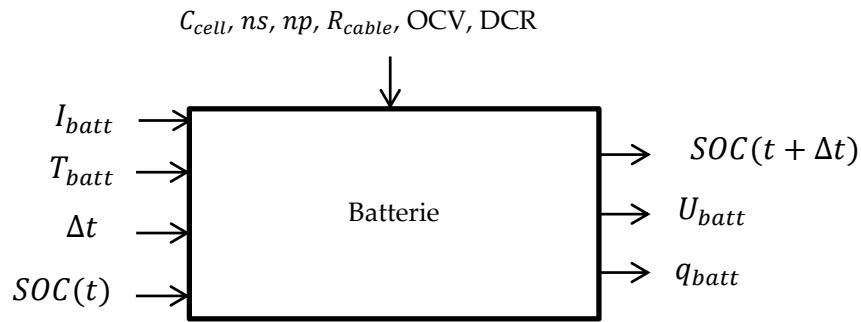 C_cell, ns, np, R_cable, OCV, DCR
I_batt
T_batt
Δt
SOC(t)
Batterie
SOC(t + Δt)
U_batt
q_batt